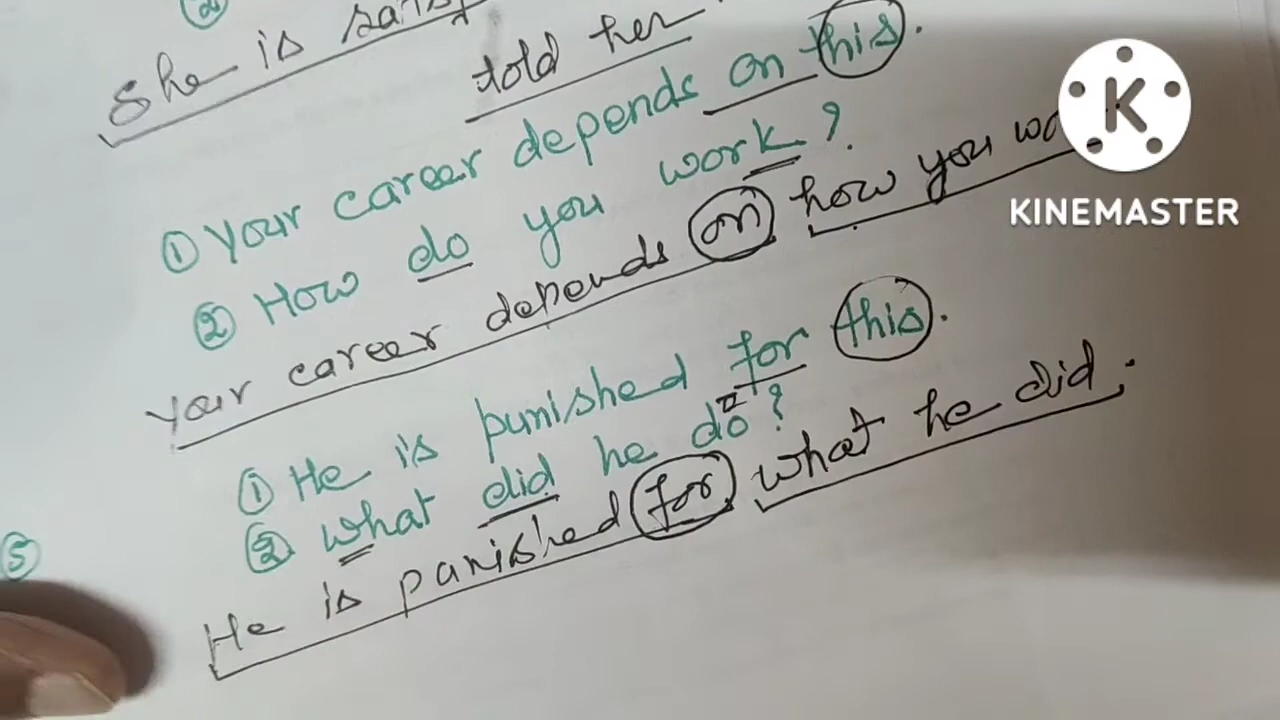 ②
She is
told her
① Your career depends on this.
② How do you work?
Your career depends on how you
① He is punished for this.
② What did he do?
He is punished for what he did.
⑤
K
KINEMASTER